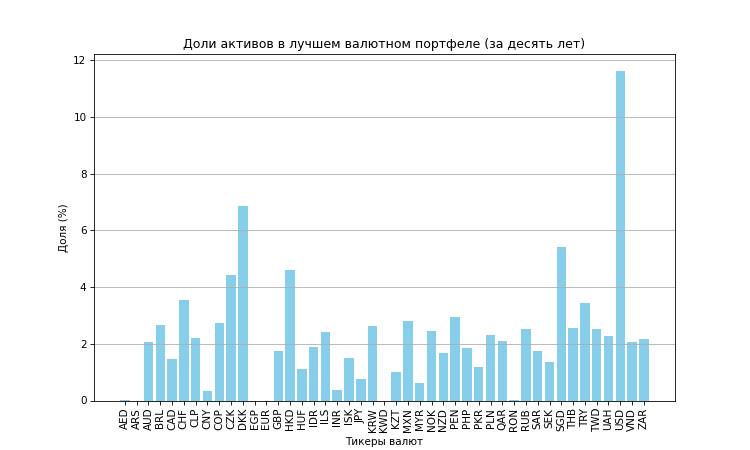 Доли активов в лучшем валютном портфеле (за десять лет)
Доля (%)
12
10
8
6
4
2
0
AED ARS AUD BRL CAD CHF CLP CNY COP CZK DKK EGP EUR GBP HKD HUF IDR ILS INR ISK JPY KRW KWD KZT MXN MYR NOK NZD PEN PHP PKR PLN QAR RON RUB SAR SEK SGD THB TRY TWD UAH USD VND ZAR
Тикеры валют